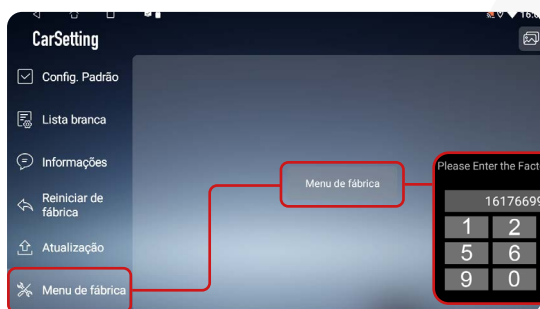 CarSetting
Config. Padrão
Lista branca
Informações
Reiniciar de
fábrica
Atualização
Menu de fábrica
Menu de fábrica
Please Enter the Fact
16176699
1 2
5 6
9 0